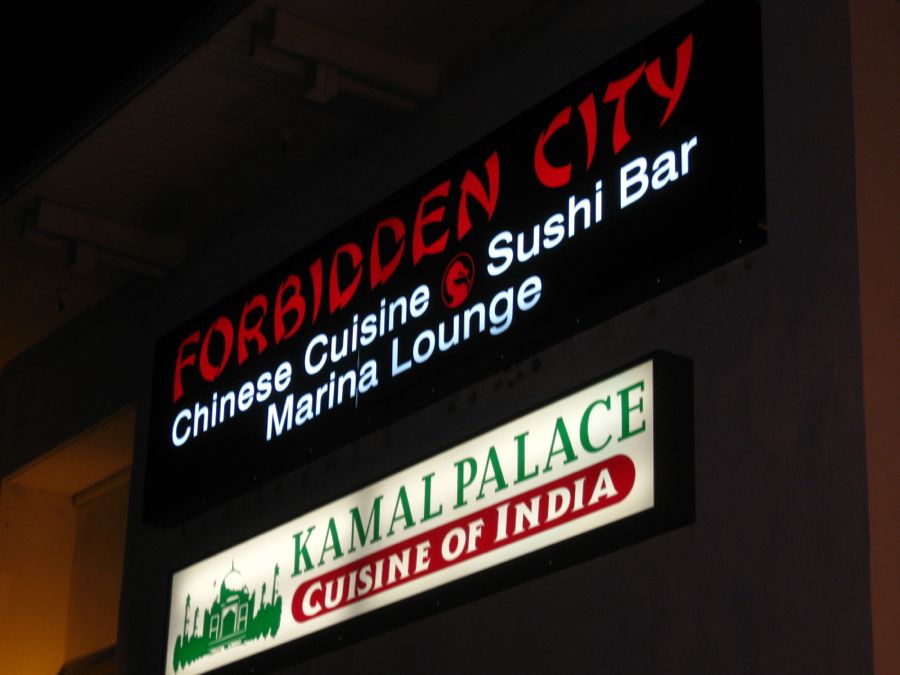 FORBIDDEN CITY
Chinese Cuisine Sushi Bar
Marina Lounge
KAMAL PALACE
CUISINE OF INDIA